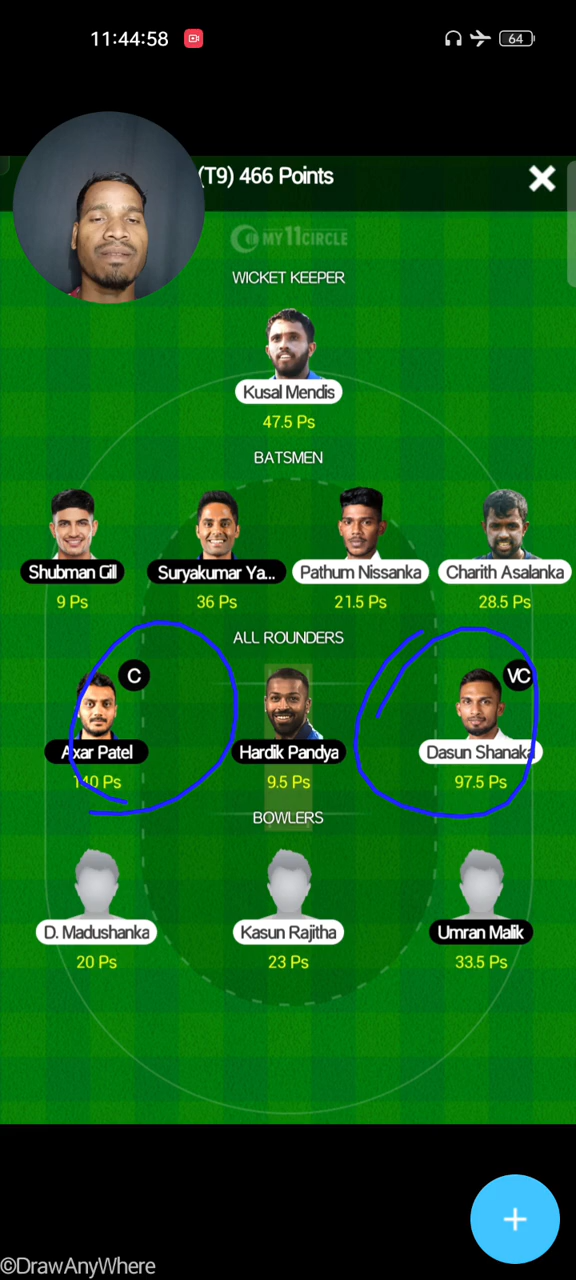 11:44:58
64
(T9) 466 Points
MY11CIRCLE
WICKET KEEPER
Kusal Mendis
47.5 Ps
BATSMEN
Shubman Gill Suryakumar Ya... Pathum Nissanka Charith Asalanka
9 Ps 36 Ps 21.5 Ps 28.5 Ps
ALL ROUNDERS
C VC
Axar Patel Hardik Pandya Dasun Shanaka
140 Ps 9.5 Ps 97.5 Ps
BOWLERS
D. Madushanka Kasun Rajitha Umran Malik
20 Ps 23 Ps 33.5 Ps
©DrawAnyWhere